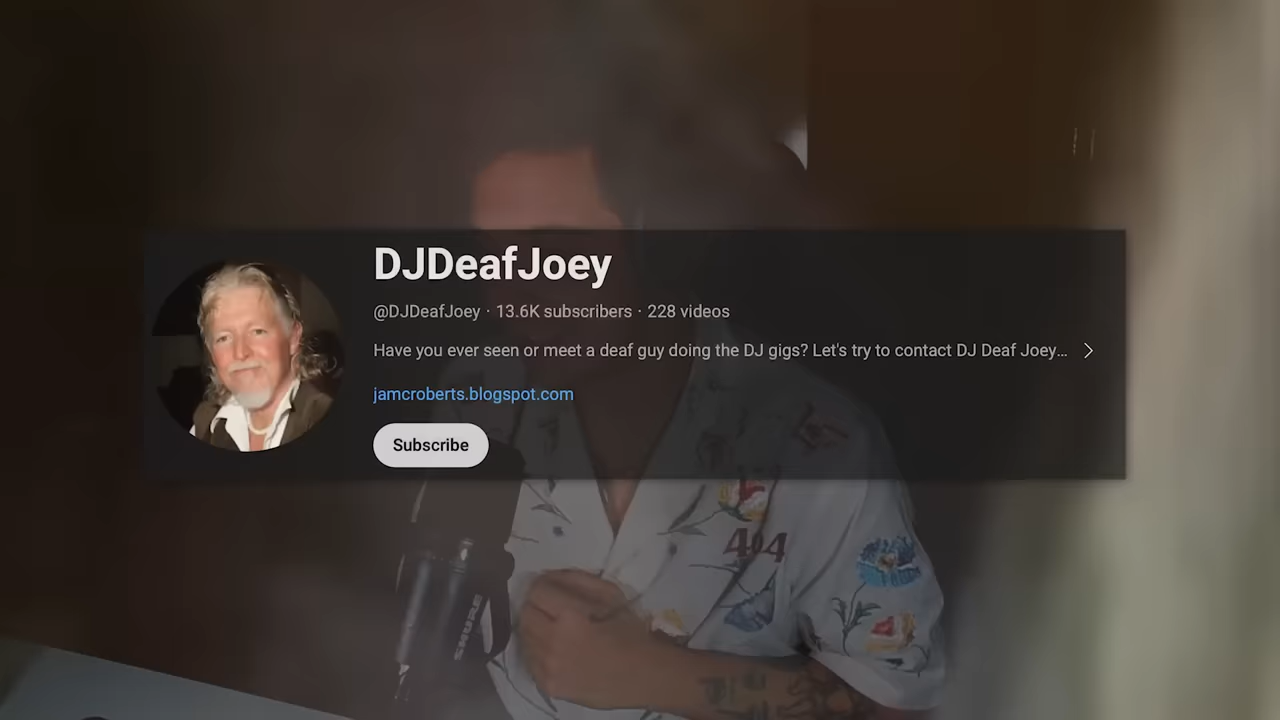 DJDeafJoey
@DJDeafJoey · 13.6K subscribers · 228 videos
Have you ever seen or meet a deaf guy doing the DJ gigs? Let's try to contact DJ Deaf Joey...
jamcroberts.blogspot.com
Subscribe
404
SHURE